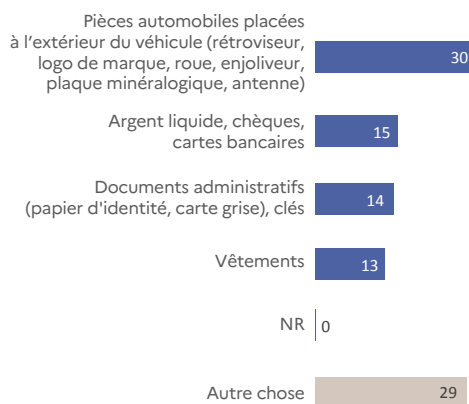 Pièces automobiles placées
à l’extérieur du véhicule (rétroviseur,
logo de marque, roue, enjoliveur,
plaque minéralogique, antenne)
30
Argent liquide, chèques,
cartes bancaires
15
Documents administratifs
(papier d'identité, carte grise), clés
14
Vêtements
13
NR
0
Autre chose
29